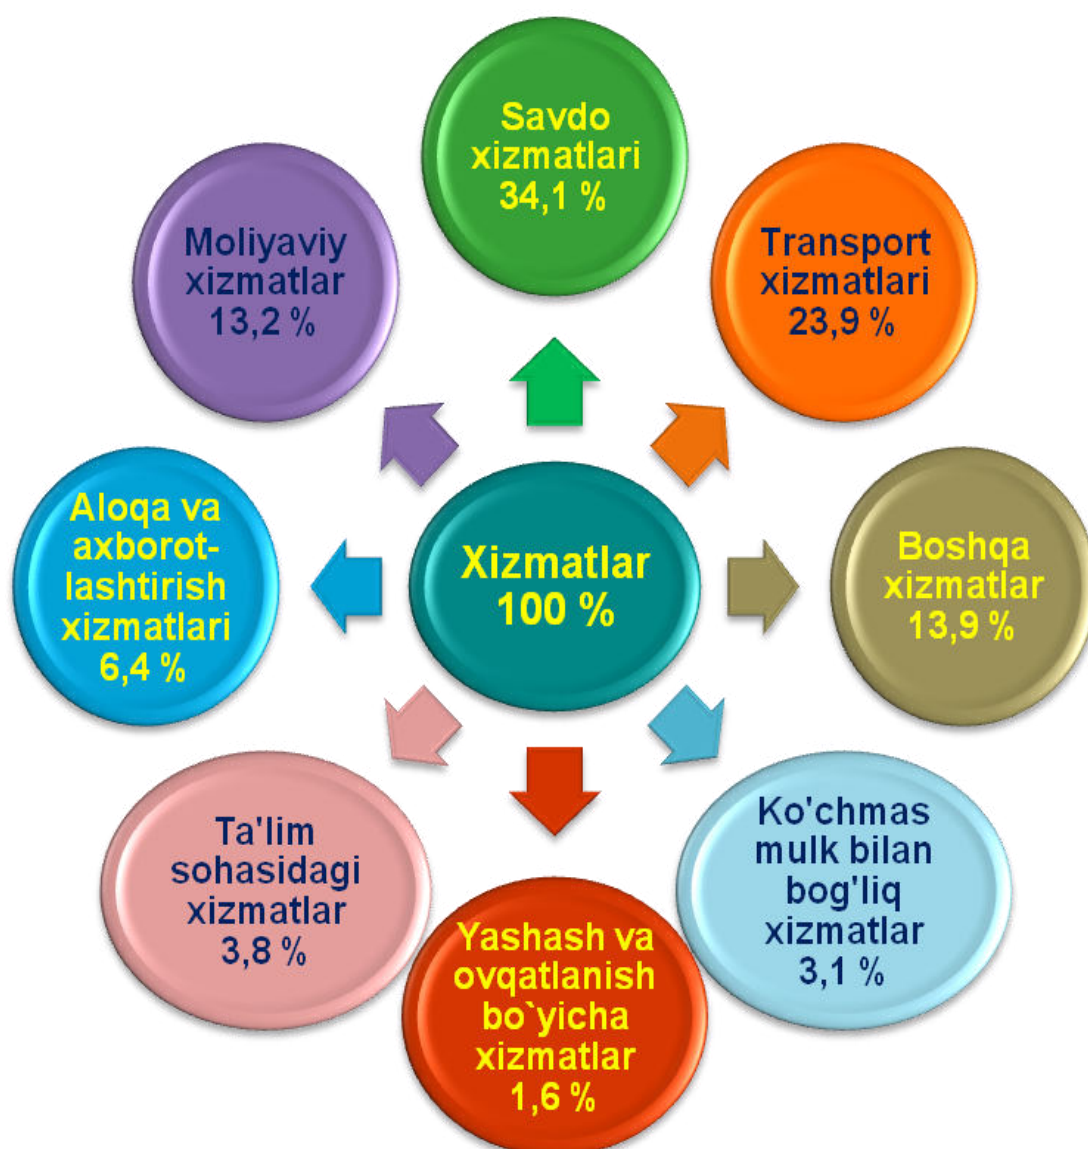 Savdo
xizmatlari
34,1 %
Transport
xizmatlari
23,9 %
Boshqa
xizmatlar
13,9 %
Ko'chmas
mulk bilan
bog'liq
xizmatlar
3,1 %
Yashash va
ovqatlanish
bo`yicha
xizmatlar
1,6 %
Ta'lim
sohasidagi
xizmatlar
3,8 %
Aloqa va
axborot-
lashtirish
xizmatlari
6,4 %
Moliyaviy
xizmatlar
13,2 %
Xizmatlar
100 %